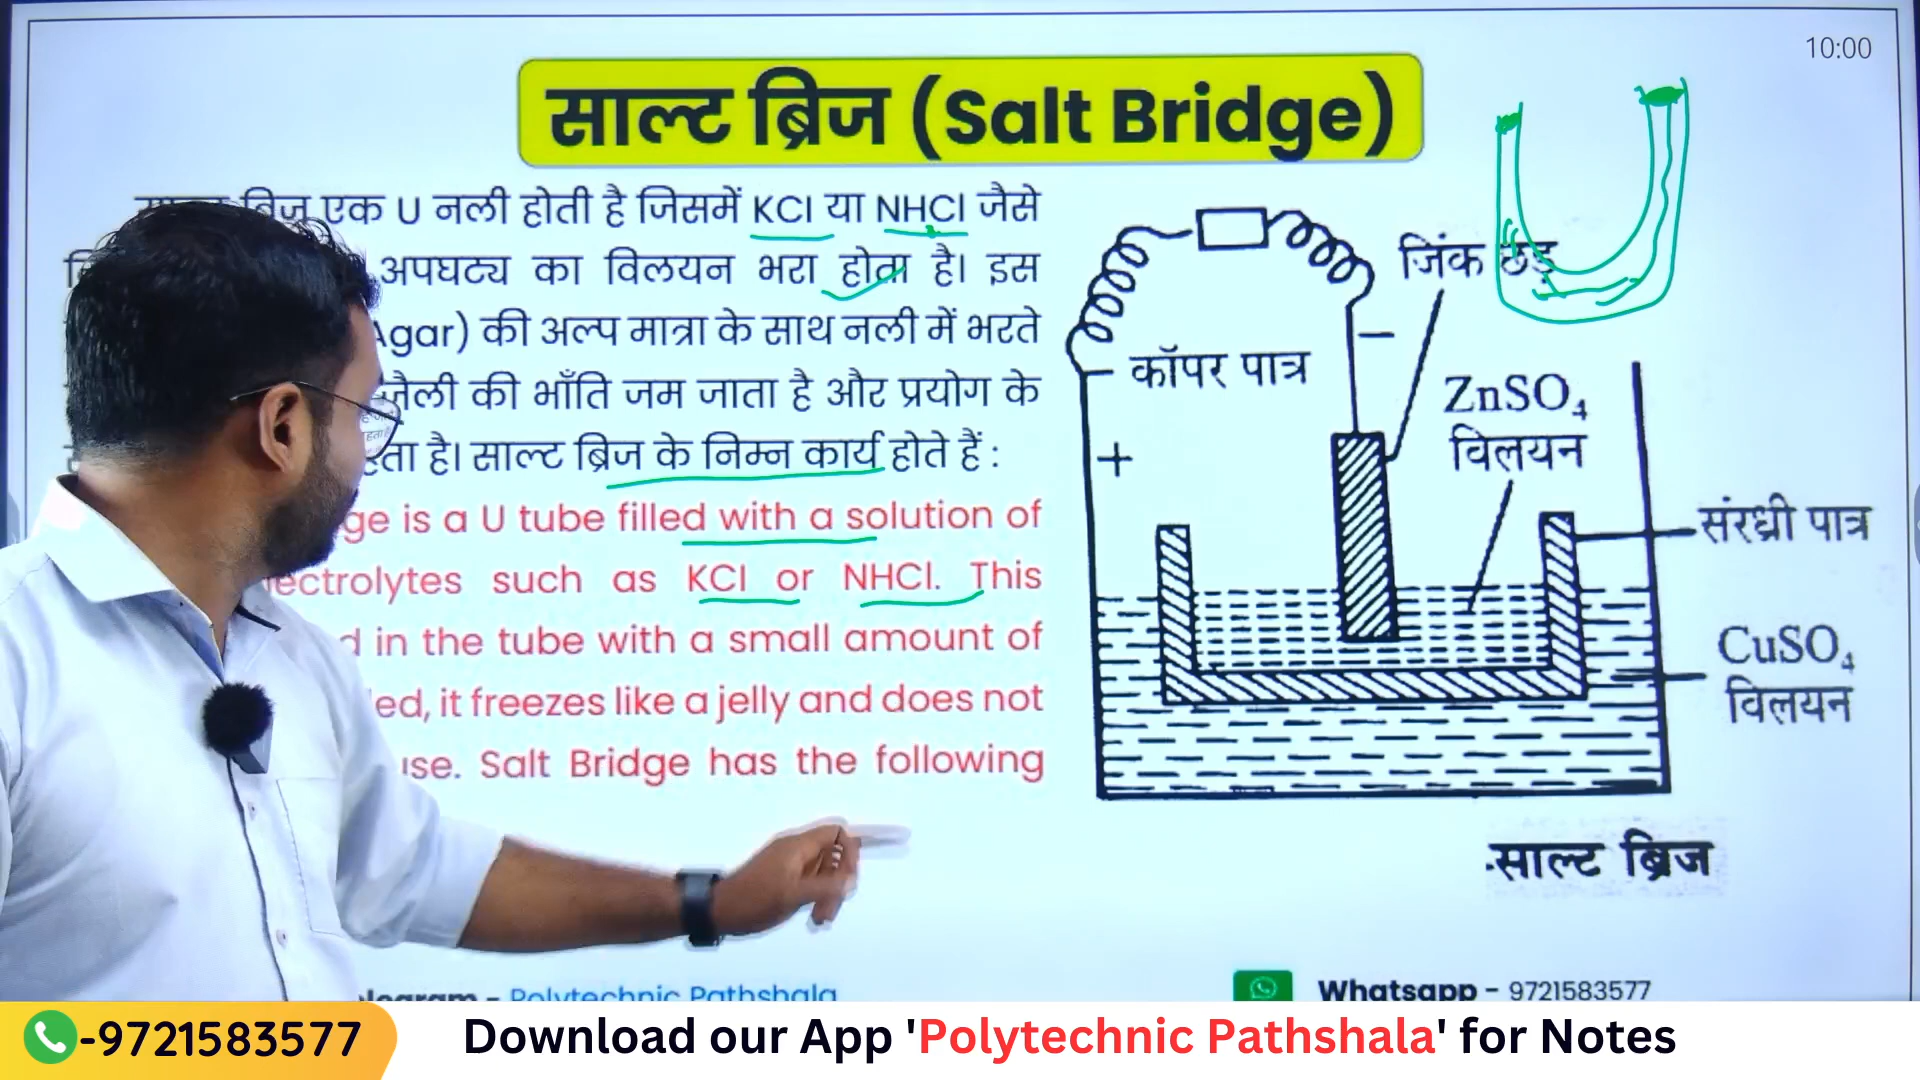 10:00
साल्ट ब्रिज (Salt Bridge)
ब्रिज एक U नली होती है जिसमें KCl या NHCl जैसे
अपघट्य का विलयन भरा होता है। इस
Agar) की अल्प मात्रा के साथ नली में भरते
जैली की भाँति जम जाता है और प्रयोग के
है। साल्ट ब्रिज के निम्न कार्य होते हैं :
is a U tube filled with a solution of
such as KCl or NHCl. This
in the tube with a small amount of
it freezes like a jelly and does not
use. Salt Bridge has the following
जिंक छड़
कॉपर पात्र
−
+
ZnSO₄
विलयन
संरध्री पात्र
CuSO₄
विलयन
साल्ट ब्रिज
- Polytechnic Pathshala
Whatsapp - 9721583577
-9721583577
Download our App 'Polytechnic Pathshala' for Notes